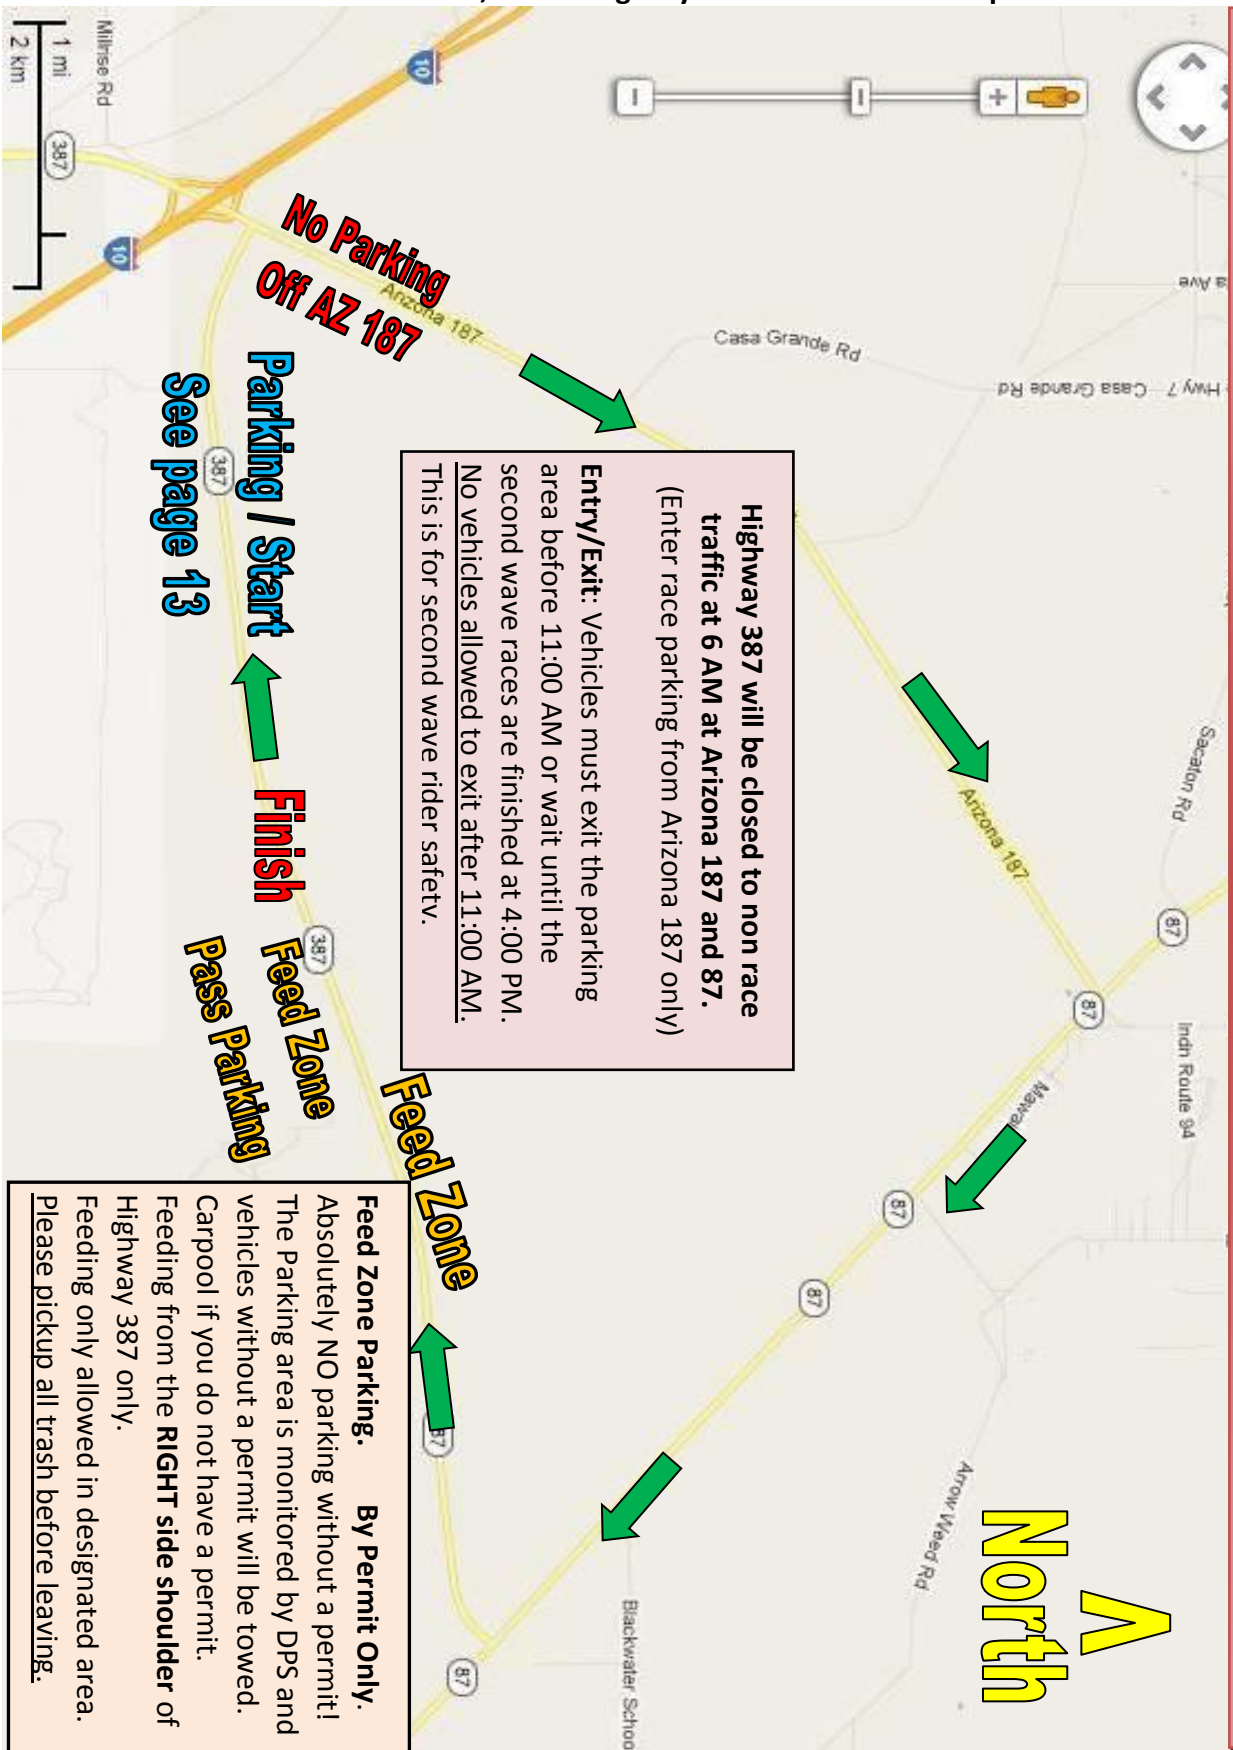 ^
North
Ave
Hwy 7
Casa Grande Rd
Casa Grande Rd
Sacaton Rd
87
Indn Route 94
87
Arizona 187
Arizona 187
No Parking
Off AZ 187
10
10
Millrise Rd
387
1 mi
2 km
Highway 387 will be closed to non race
traffic at 6 AM at Arizona 187 and 87.
(Enter race parking from Arizona 187 only)
Entry/Exit: Vehicles must exit the parking
area before 11:00 AM or wait until the
second wave races are finished at 4:00 PM.
No vehicles allowed to exit after 11:00 AM.
This is for second wave rider safety.
87
87
Arrow Weed Rd
Blackwater Schoo
87
87
Parking / Start
See page 13
387
Finish
387
Feed Zone
Pass Parking
Feed Zone
Feed Zone Parking. By Permit Only.
Absolutely NO parking without a permit!
The Parking area is monitored by DPS and
vehicles without a permit will be towed.
Carpool if you do not have a permit.
Feeding from the RIGHT side shoulder of
Highway 387 only.
Feeding only allowed in designated area.
Please pickup all trash before leaving.